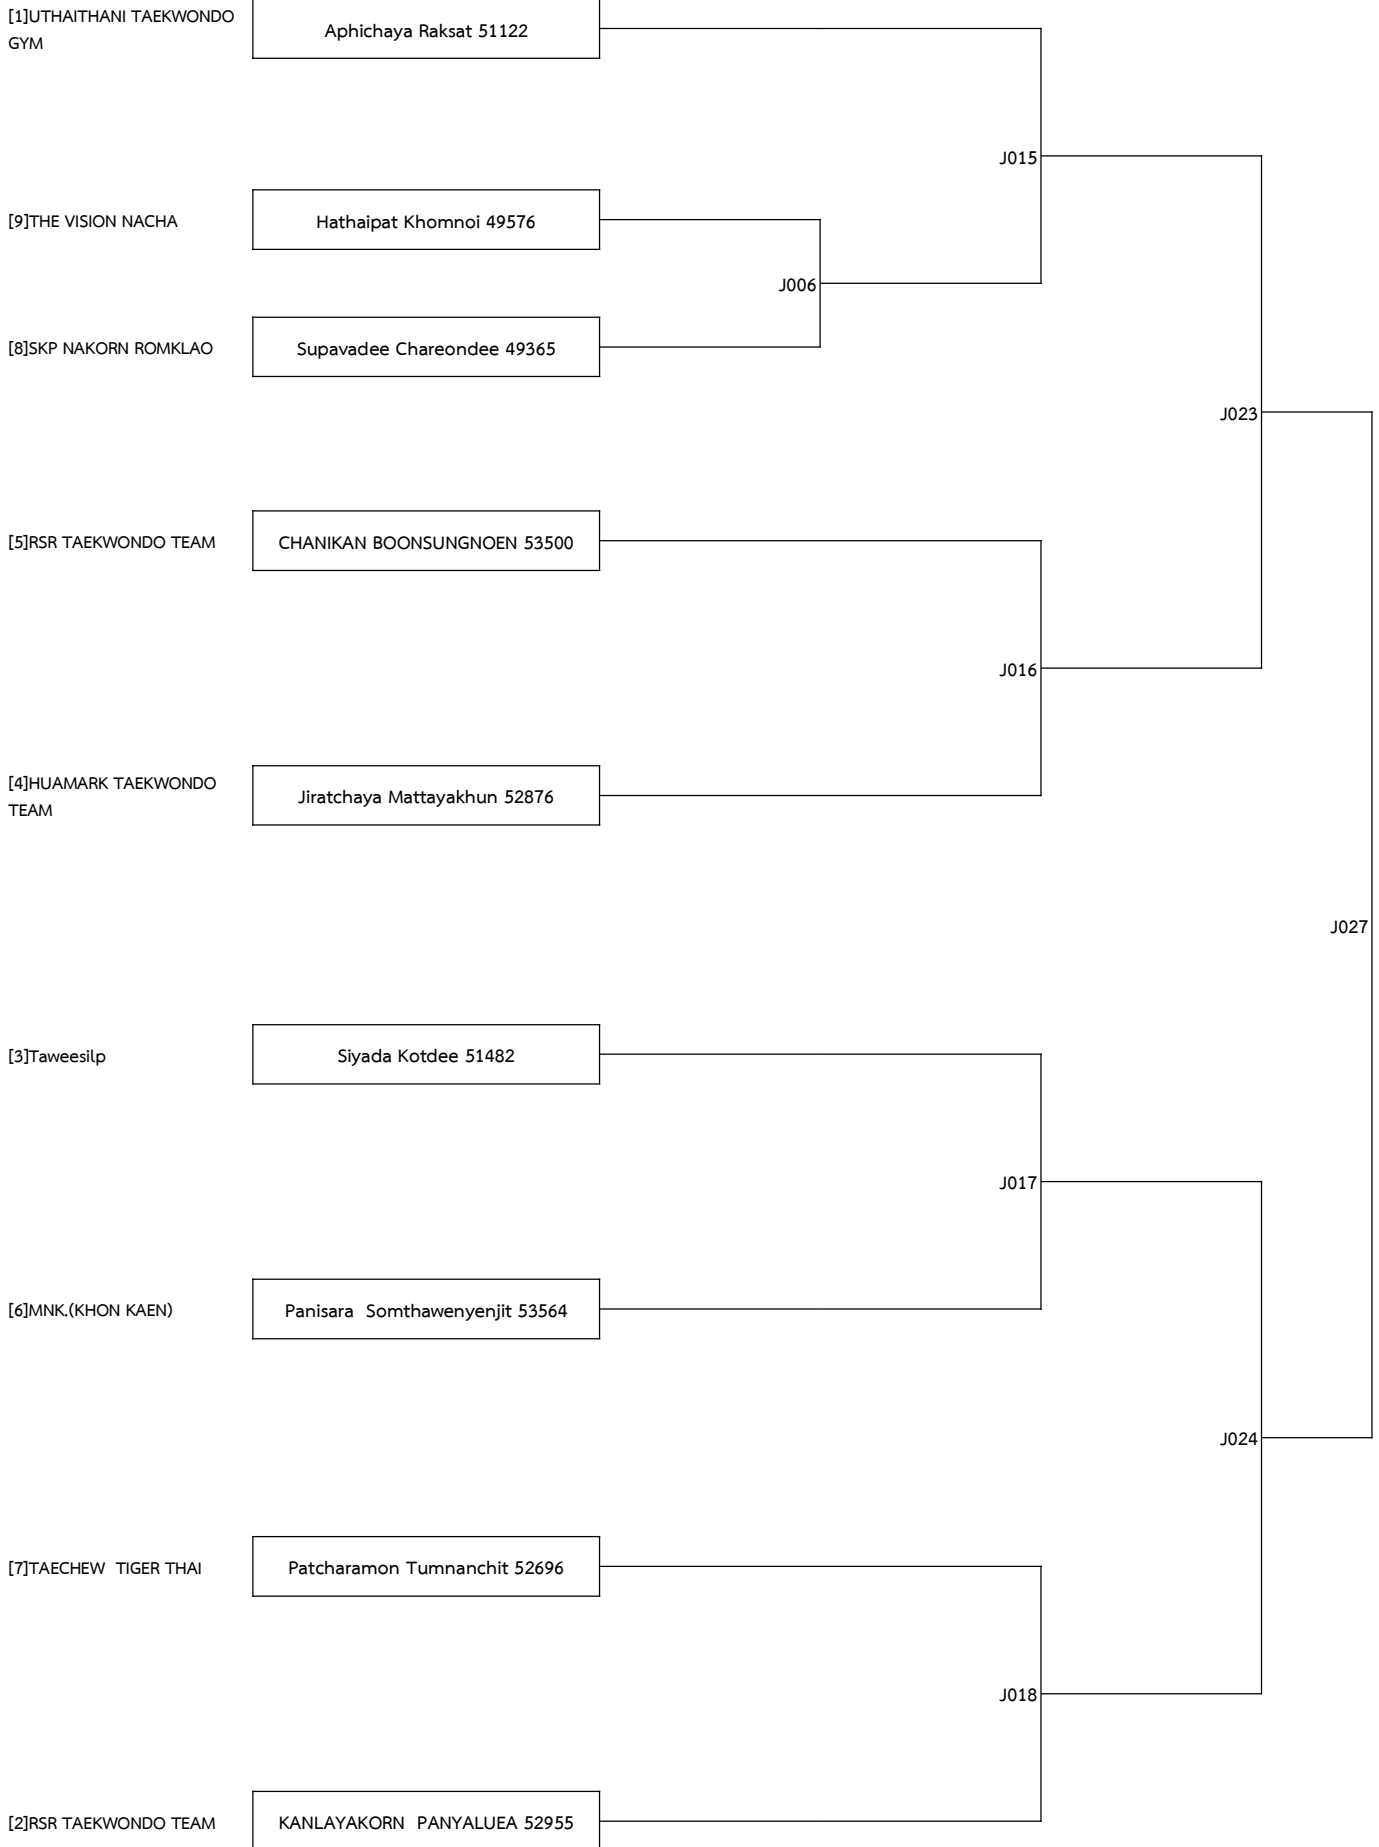 [1]UTHAITHANI TAEKWONDO
GYM
Aphichaya Raksat 51122
J015
[9]THE VISION NACHA
Hathaipat Khomnoi 49576
J006
[8]SKP NAKORN ROMKLAO
Supavadee Chareondee 49365
J023
[5]RSR TAEKWONDO TEAM
CHANIKAN BOONSUNGNOEN 53500
J016
[4]HUAMARK TAEKWONDO
TEAM
Jiratchaya Mattayakhun 52876
J027
[3]Taweesilp
Siyada Kotdee 51482
J017
[6]MNK.(KHON KAEN)
Panisara  Somthawenyenjit 53564
J024
[7]TAECHEW  TIGER THAI
Patcharamon Tumnanchit 52696
J018
[2]RSR TAEKWONDO TEAM
KANLAYAKORN  PANYALUEA 52955